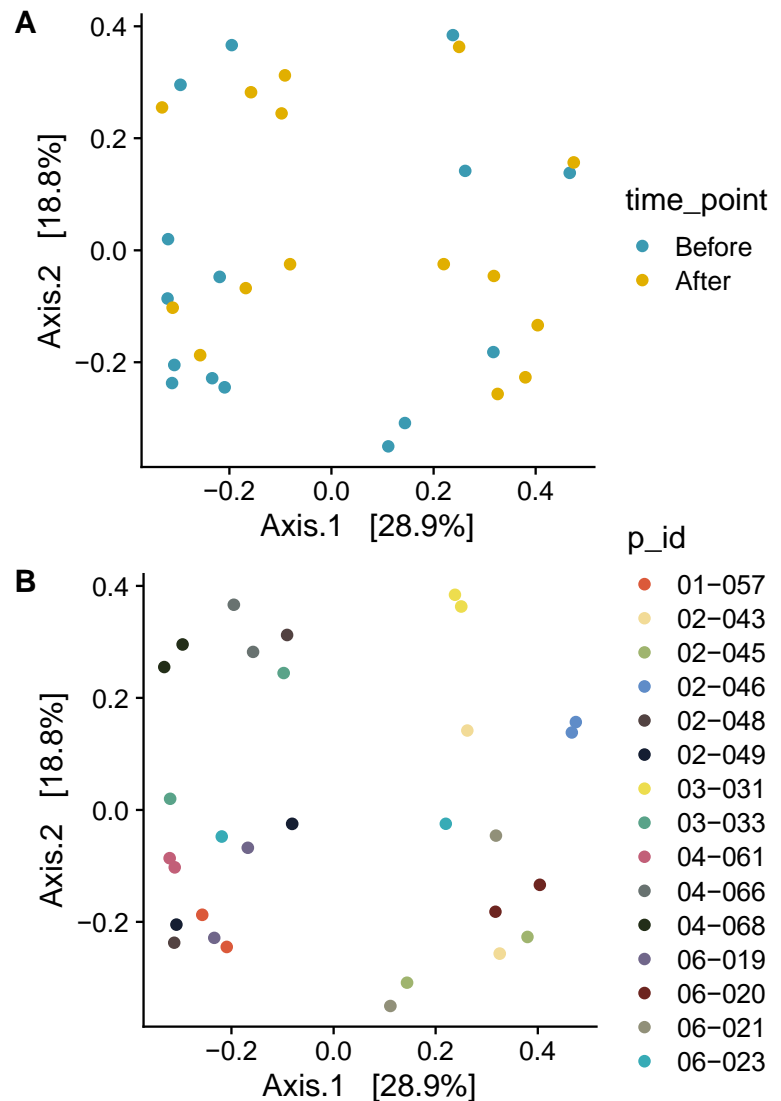 A
0.4
0.2
0.0
−0.2
Axis.2 [18.8%]
−0.2 0.0 0.2 0.4
Axis.1 [28.9%]
time_point
Before
After
B
0.4
0.2
0.0
−0.2
Axis.2 [18.8%]
−0.2 0.0 0.2 0.4
Axis.1 [28.9%]
p_id
01−057
02−043
02−045
02−046
02−048
02−049
03−031
03−033
04−061
04−066
04−068
06−019
06−020
06−021
06−023